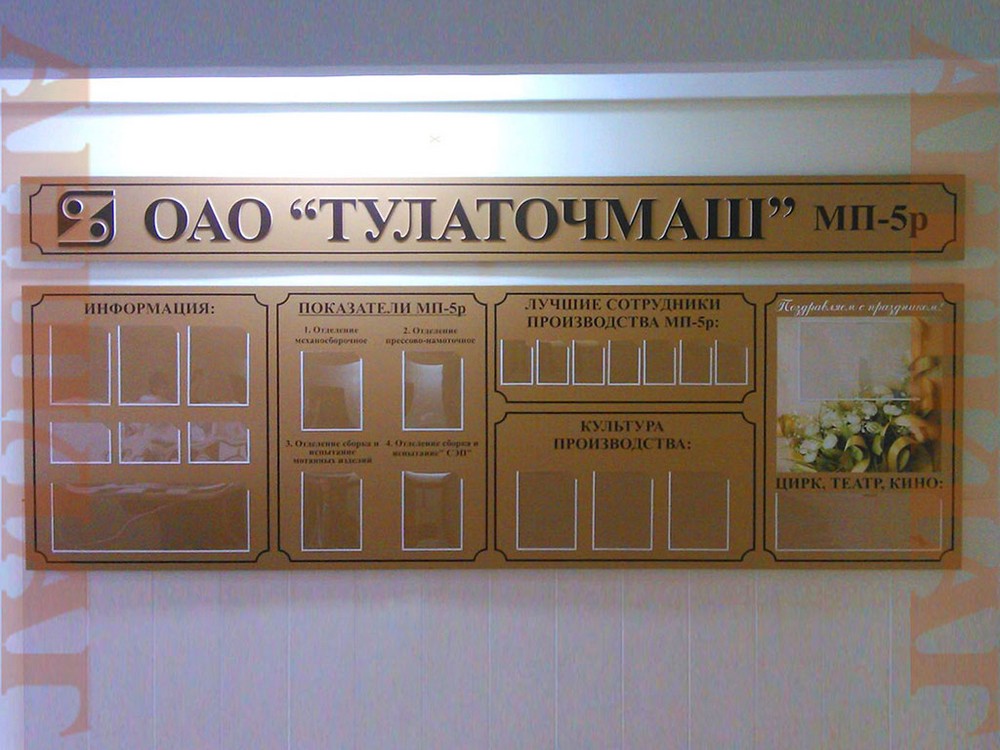 ОАО “ТУЛАТОЧМАШ” МП-5р
ИНФОРМАЦИЯ:
ПОКАЗАТЕЛИ МП-5р
1. Отделение
механосборочное
2. Отделение
прессово-намоточное
3. Отделение сборки и
испытание
мотанных изделий
4. Отделение сборки и
испытание" СЭП"
ЛУЧШИЕ СОТРУДНИКИ
ПРОИЗВОДСТВА МП-5р:
КУЛЬТУРА
ПРОИЗВОДСТВА:
Поздравляем с праздником!
ЦИРК, ТЕАТР, КИНО: